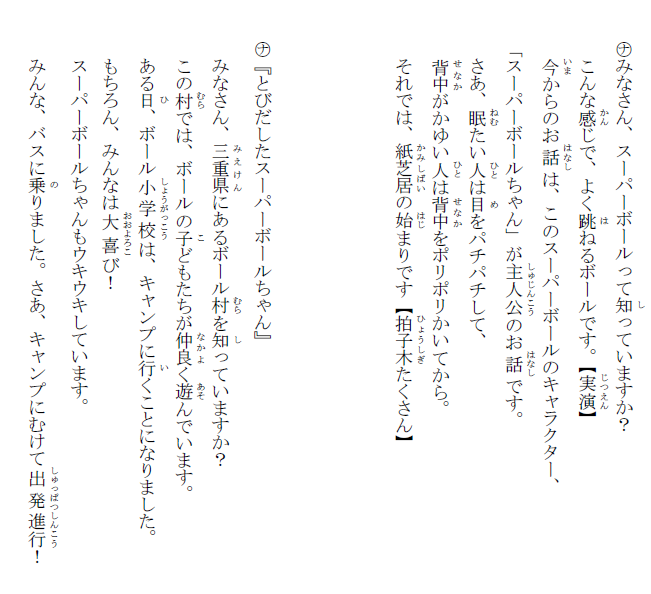 ㋤みなさん、スーパーボールって知っていますか？
こんな感じで、よく跳ねるボールです。【実演】
今からのお話は、このスーパーボールのキャラクター、
「スーパーボールちゃん」が主人公のお話です。
さあ、眠たい人は目をパチパチして、
背中がかゆい人は背中をポリポリかいてから。
それでは、紙芝居の始まりです【拍子木たくさん】
㋤『とびだしたスーパーボールちゃん』
みなさん、三重県にあるボール村を知っていますか？
この村では、ボールの子どもたちが仲良く遊んでいます。
ある日、ボール小学校は、キャンプに行くことになりました。
もちろん、みんなは大喜び！
スーパーボールちゃんもウキウキしています。
みんな、バスに乗りました。さあ、キャンプにむけて出発進行！